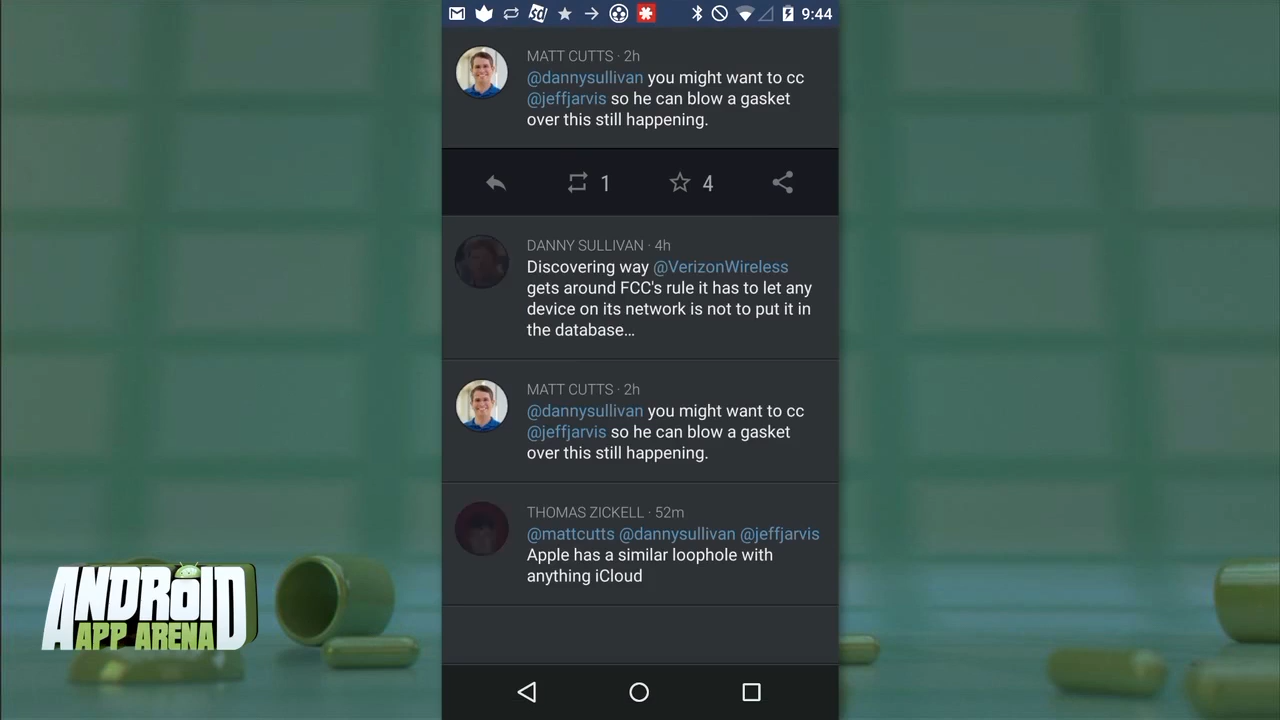 9:44
MATT CUTTS · 2h
@dannysullivan you might want to cc
@jeffjarvis so he can blow a gasket
over this still happening.
1
4
DANNY SULLIVAN · 4h
Discovering way @VerizonWireless
gets around FCC's rule it has to let any
device on its network is not to put it in
the database…
MATT CUTTS · 2h
@dannysullivan you might want to cc
@jeffjarvis so he can blow a gasket
over this still happening.
THOMAS ZICKELL · 52m
@mattcutts @dannysullivan @jeffjarvis
Apple has a similar loophole with
anything iCloud
ANDROID
APP ARENA